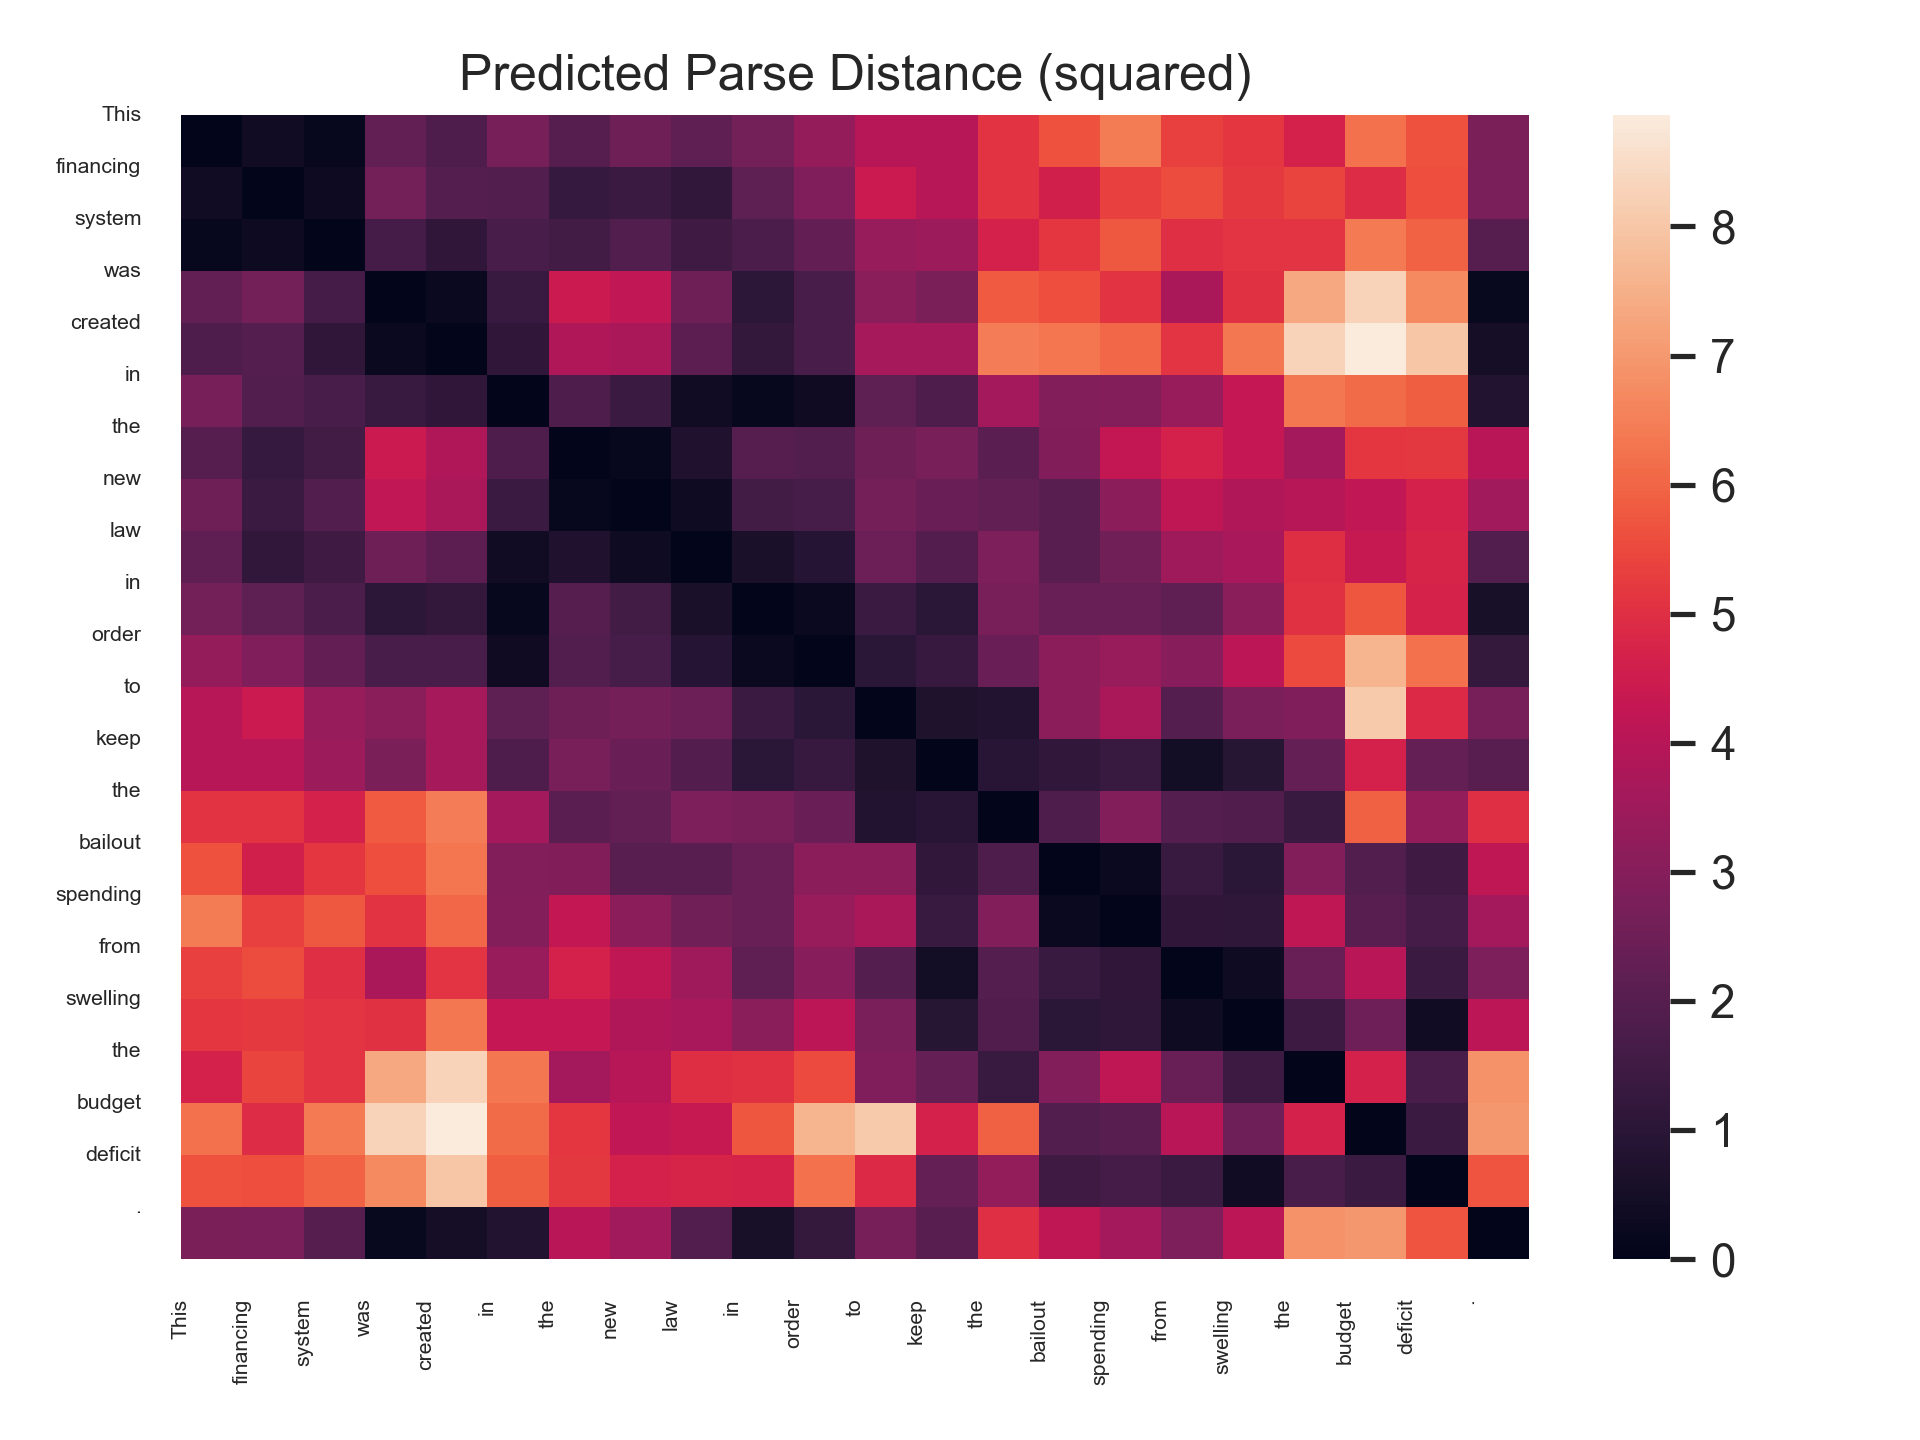 Predicted Parse Distance (squared)
This
financing
system
was
created
in
the
new
law
in
order
to
keep
the
bailout
spending
from
swelling
the
budget
deficit
.
8
7
6
5
4
3
2
1
0
This
financing
system
was
created
in
the
new
law
in
order
to
keep
the
bailout
spending
from
swelling
the
budget
deficit
.